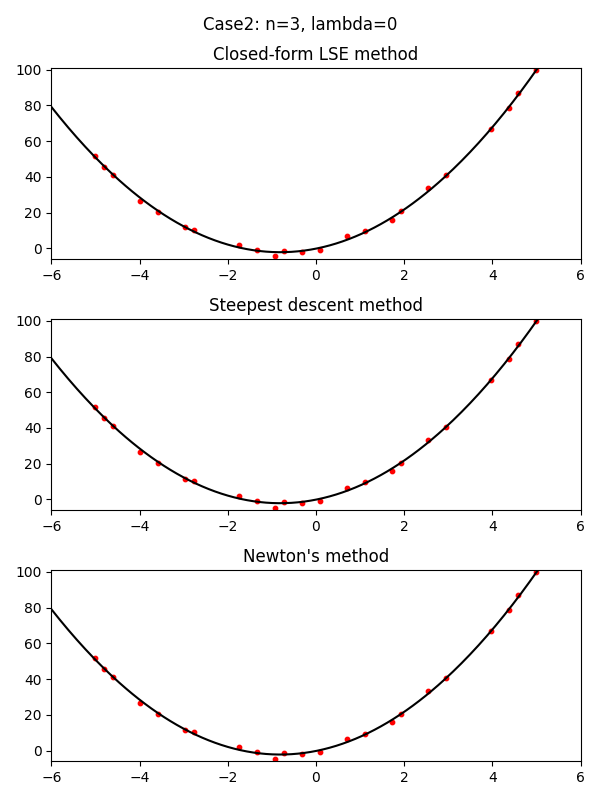 Case2: n=3, lambda=0
Closed-form LSE method
100
80
60
40
20
0
−6 −4 −2 0 2 4 6
Steepest descent method
100
80
60
40
20
0
−6 −4 −2 0 2 4 6
Newton's method
100
80
60
40
20
0
−6 −4 −2 0 2 4 6